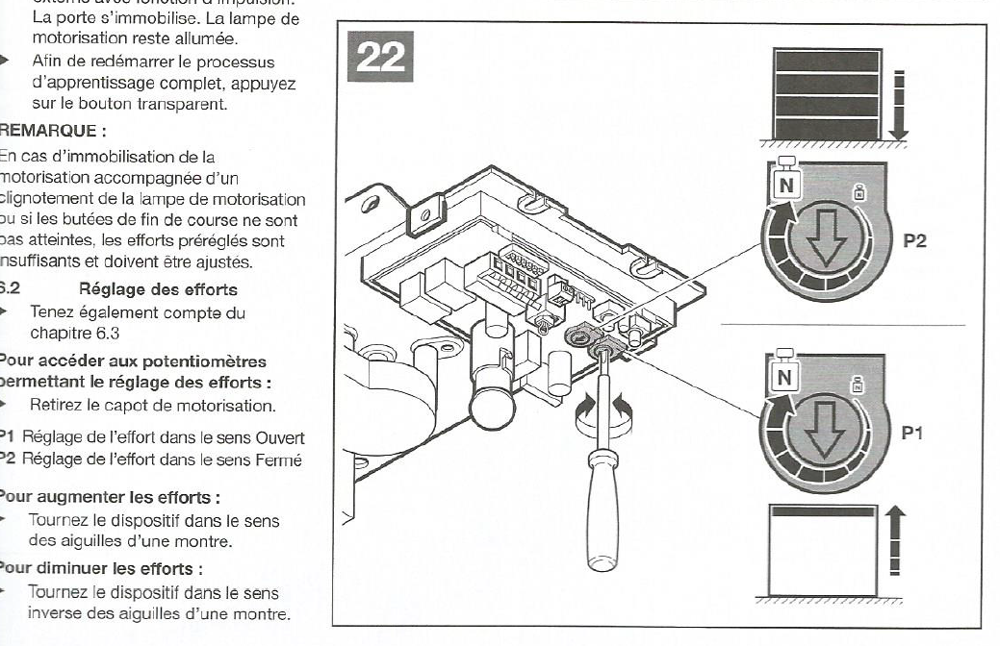 externe avec fonction d'impulsion.
La porte s'immobilise. La lampe de
motorisation reste allumée.
Afin de redémarrer le processus
d'apprentissage complet, appuyez
sur le bouton transparent.
REMARQUE :
En cas d'immobilisation de la
motorisation accompagnée d'un
clignotement de la lampe de motorisation
ou si les butées de fin de course ne sont
pas atteintes, les efforts préréglés sont
insuffisants et doivent être ajustés.
6.2 Réglage des efforts
Tenez également compte du
chapitre 6.3
Pour accéder aux potentiomètres
permettant le réglage des efforts :
Retirez le capot de motorisation.
P1 Réglage de l'effort dans le sens Ouvert
P2 Réglage de l'effort dans le sens Fermé
Pour augmenter les efforts :
Tournez le dispositif dans le sens
des aiguilles d'une montre.
Pour diminuer les efforts :
Tournez le dispositif dans le sens
inverse des aiguilles d'une montre.
22
N
N
P2
N
N
P1